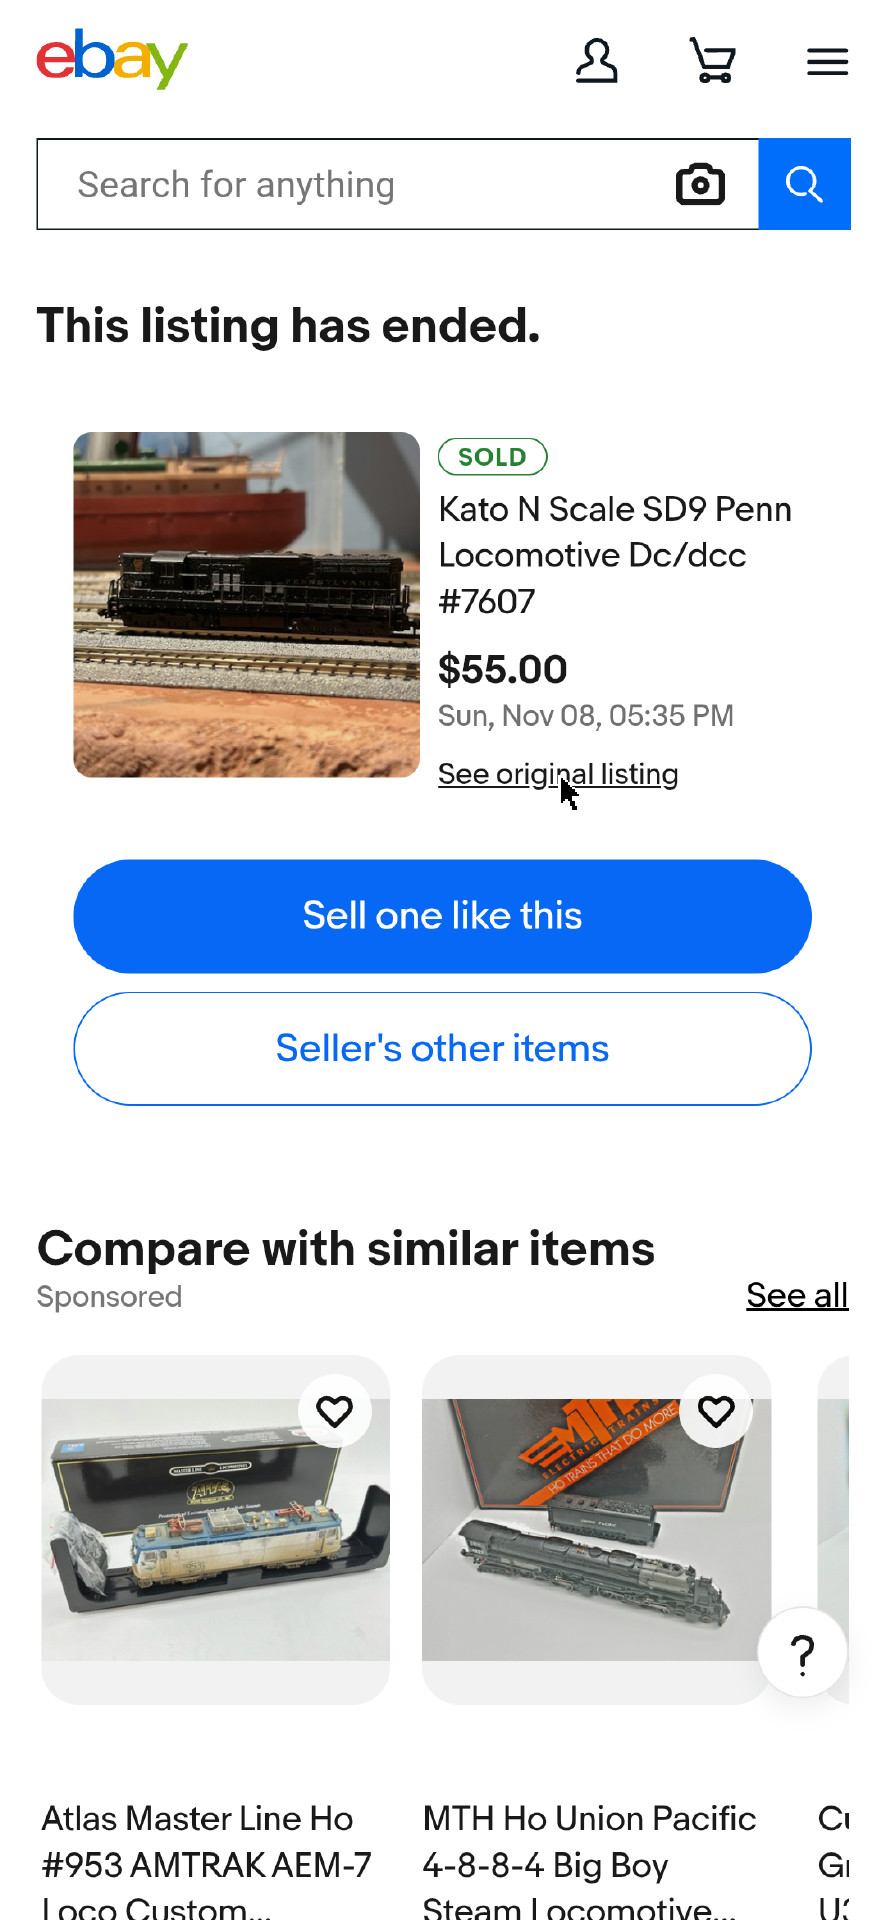 ebay
Search for anything
This listing has ended.
SOLD
Kato N Scale SD9 Penn
Locomotive Dc/dcc
#7607
$55.00
Sun, Nov 08, 05:35 PM
See original listing
PENNSYLVANIA
Sell one like this
Seller's other items
Compare with similar items
Sponsored
See all
MTH
ELECTRIC TRAINS
HO TRAINS THAT DO MORE
?
Atlas Master Line Ho
#953 AMTRAK AEM-7
Loco Custom...
MTH Ho Union Pacific
4-8-8-4 Big Boy
Steam Locomotive...